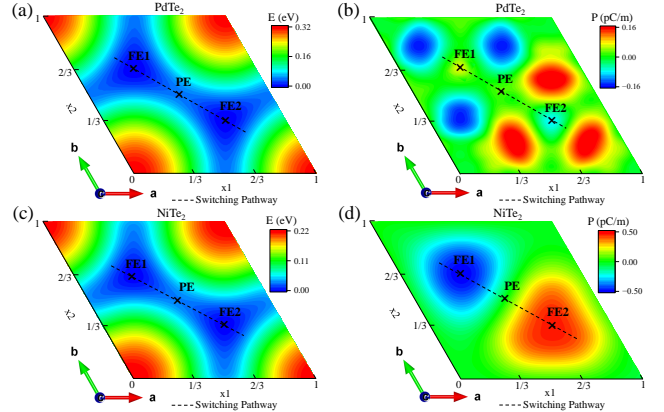 (a)
PdTe2
E (eV)
1
0.32
FE1
2/3
0.16
PE
x2
FE2
0.00
1/3
b
c
a
0
1/3
2/3
1
x1
Switching Pathway
(b)
PdTe2
P (pC/m)
1
0.16
FE1
2/3
PE
−0.16
x2
FE2
1/3
b
c
a
0
1/3
2/3
1
x1
Switching Pathway
(c)
NiTe2
E (eV)
1
0.22
FE1
2/3
0.11
PE
x2
FE2
0.00
1/3
b
c
a
0
1/3
2/3
1
x1
Switching Pathway
(d)
NiTe2
P (pC/m)
1
0.50
FE1
2/3
0.00
PE
x2
FE2
−0.50
1/3
b
c
a
0
1/3
2/3
1
x1
Switching Pathway